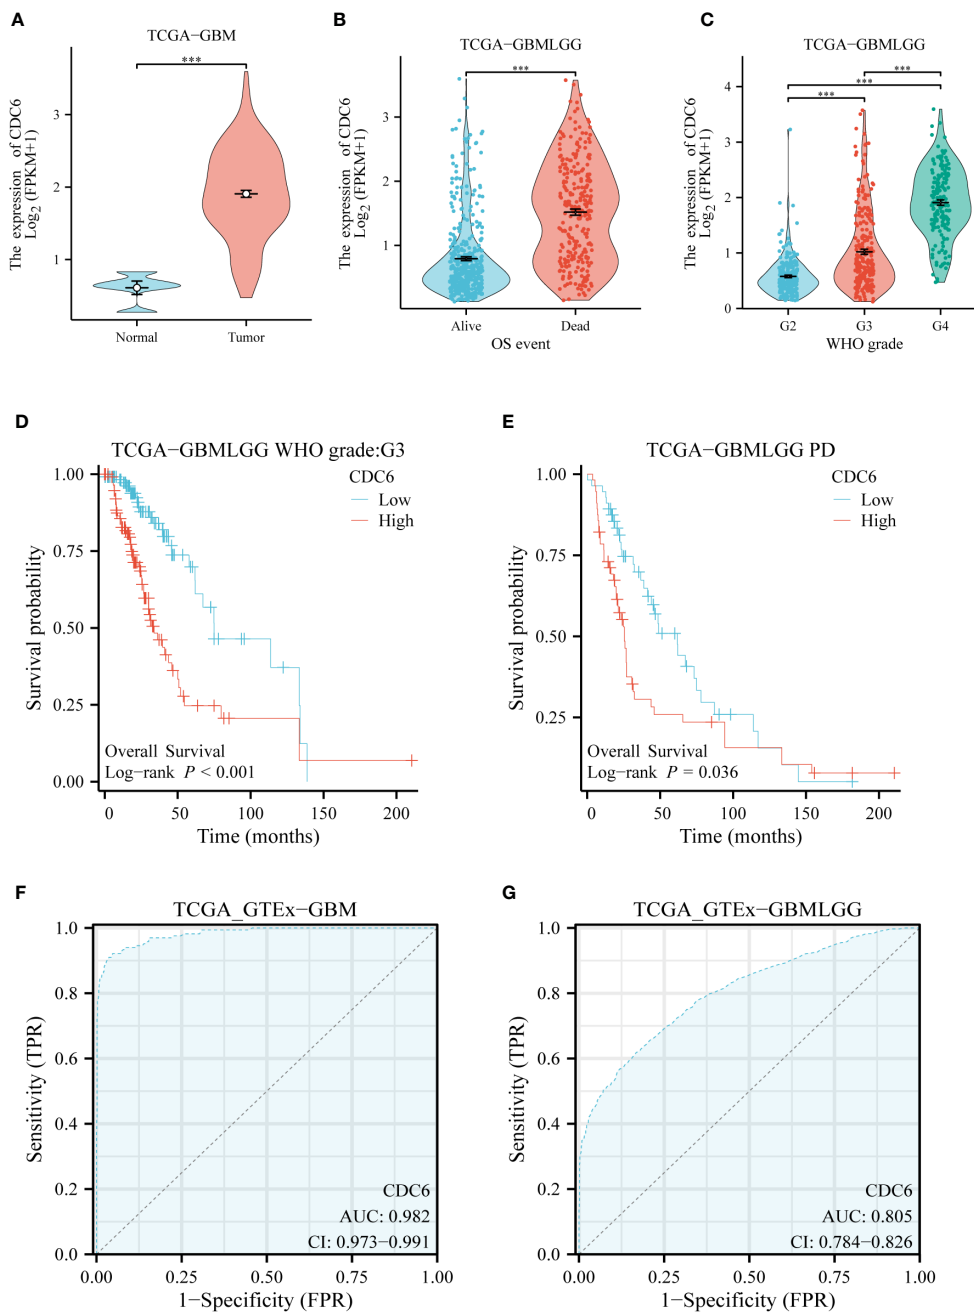 A
TCGA−GBM
***
The expression of CDC6
Log2 (FPKM+1)
3
2
1
Normal
Tumor
B
TCGA−GBMLGG
***
The expression of CDC6
Log2 (FPKM+1)
3
2
1
Alive
Dead
OS event
C
TCGA−GBMLGG
***
***
***
The expression of CDC6
Log2 (FPKM+1)
4
3
2
1
0
G2
G3
G4
WHO grade
D
TCGA−GBMLGG WHO grade:G3
CDC6
Low
High
Survival probability
1.00
0.75
0.50
0.25
0.00
Overall Survival
Log−rank P < 0.001
0
50
100
150
200
Time (months)
E
TCGA−GBMLGG PD
CDC6
Low
High
Survival probability
1.00
0.75
0.50
0.25
Overall Survival
Log−rank P = 0.036
0
50
100
150
200
Time (months)
F
TCGA_GTEx−GBM
Sensitivity (TPR)
1.0
0.8
0.6
0.4
0.2
0.0
CDC6
AUC: 0.982
CI: 0.973−0.991
0.00
0.25
0.50
0.75
1.00
1−Specificity (FPR)
G
TCGA_GTEx−GBMLGG
Sensitivity (TPR)
1.0
0.8
0.6
0.4
0.2
0.0
CDC6
AUC: 0.805
CI: 0.784−0.826
0.00
0.25
0.50
0.75
1.00
1−Specificity (FPR)